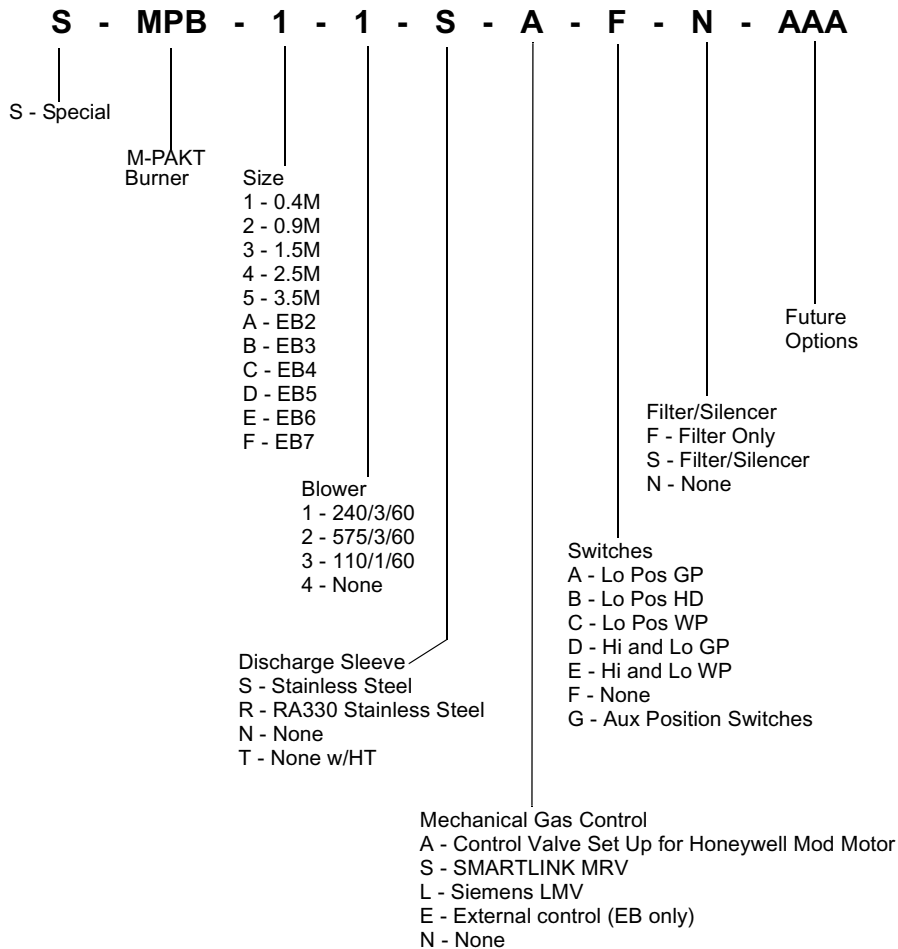 S - MPB - 1 - 1 - S - A - F - N - AAA
S - Special
M-PAKT
Burner
Size
1 - 0.4M
2 - 0.9M
3 - 1.5M
4 - 2.5M
5 - 3.5M
A - EB2
B - EB3
C - EB4
D - EB5
E - EB6
F - EB7
Blower
1 - 240/3/60
2 - 575/3/60
3 - 110/1/60
4 - None
Discharge Sleeve
S - Stainless Steel
R - RA330 Stainless Steel
N - None
T - None w/HT
Mechanical Gas Control
A - Control Valve Set Up for Honeywell Mod Motor
S - SMARTLINK MRV
L - Siemens LMV
E - External control (EB only)
N - None
Switches
A - Lo Pos GP
B - Lo Pos HD
C - Lo Pos WP
D - Hi and Lo GP
E - Hi and Lo WP
F - None
G - Aux Position Switches
Filter/Silencer
F - Filter Only
S - Filter/Silencer
N - None
Future
Options